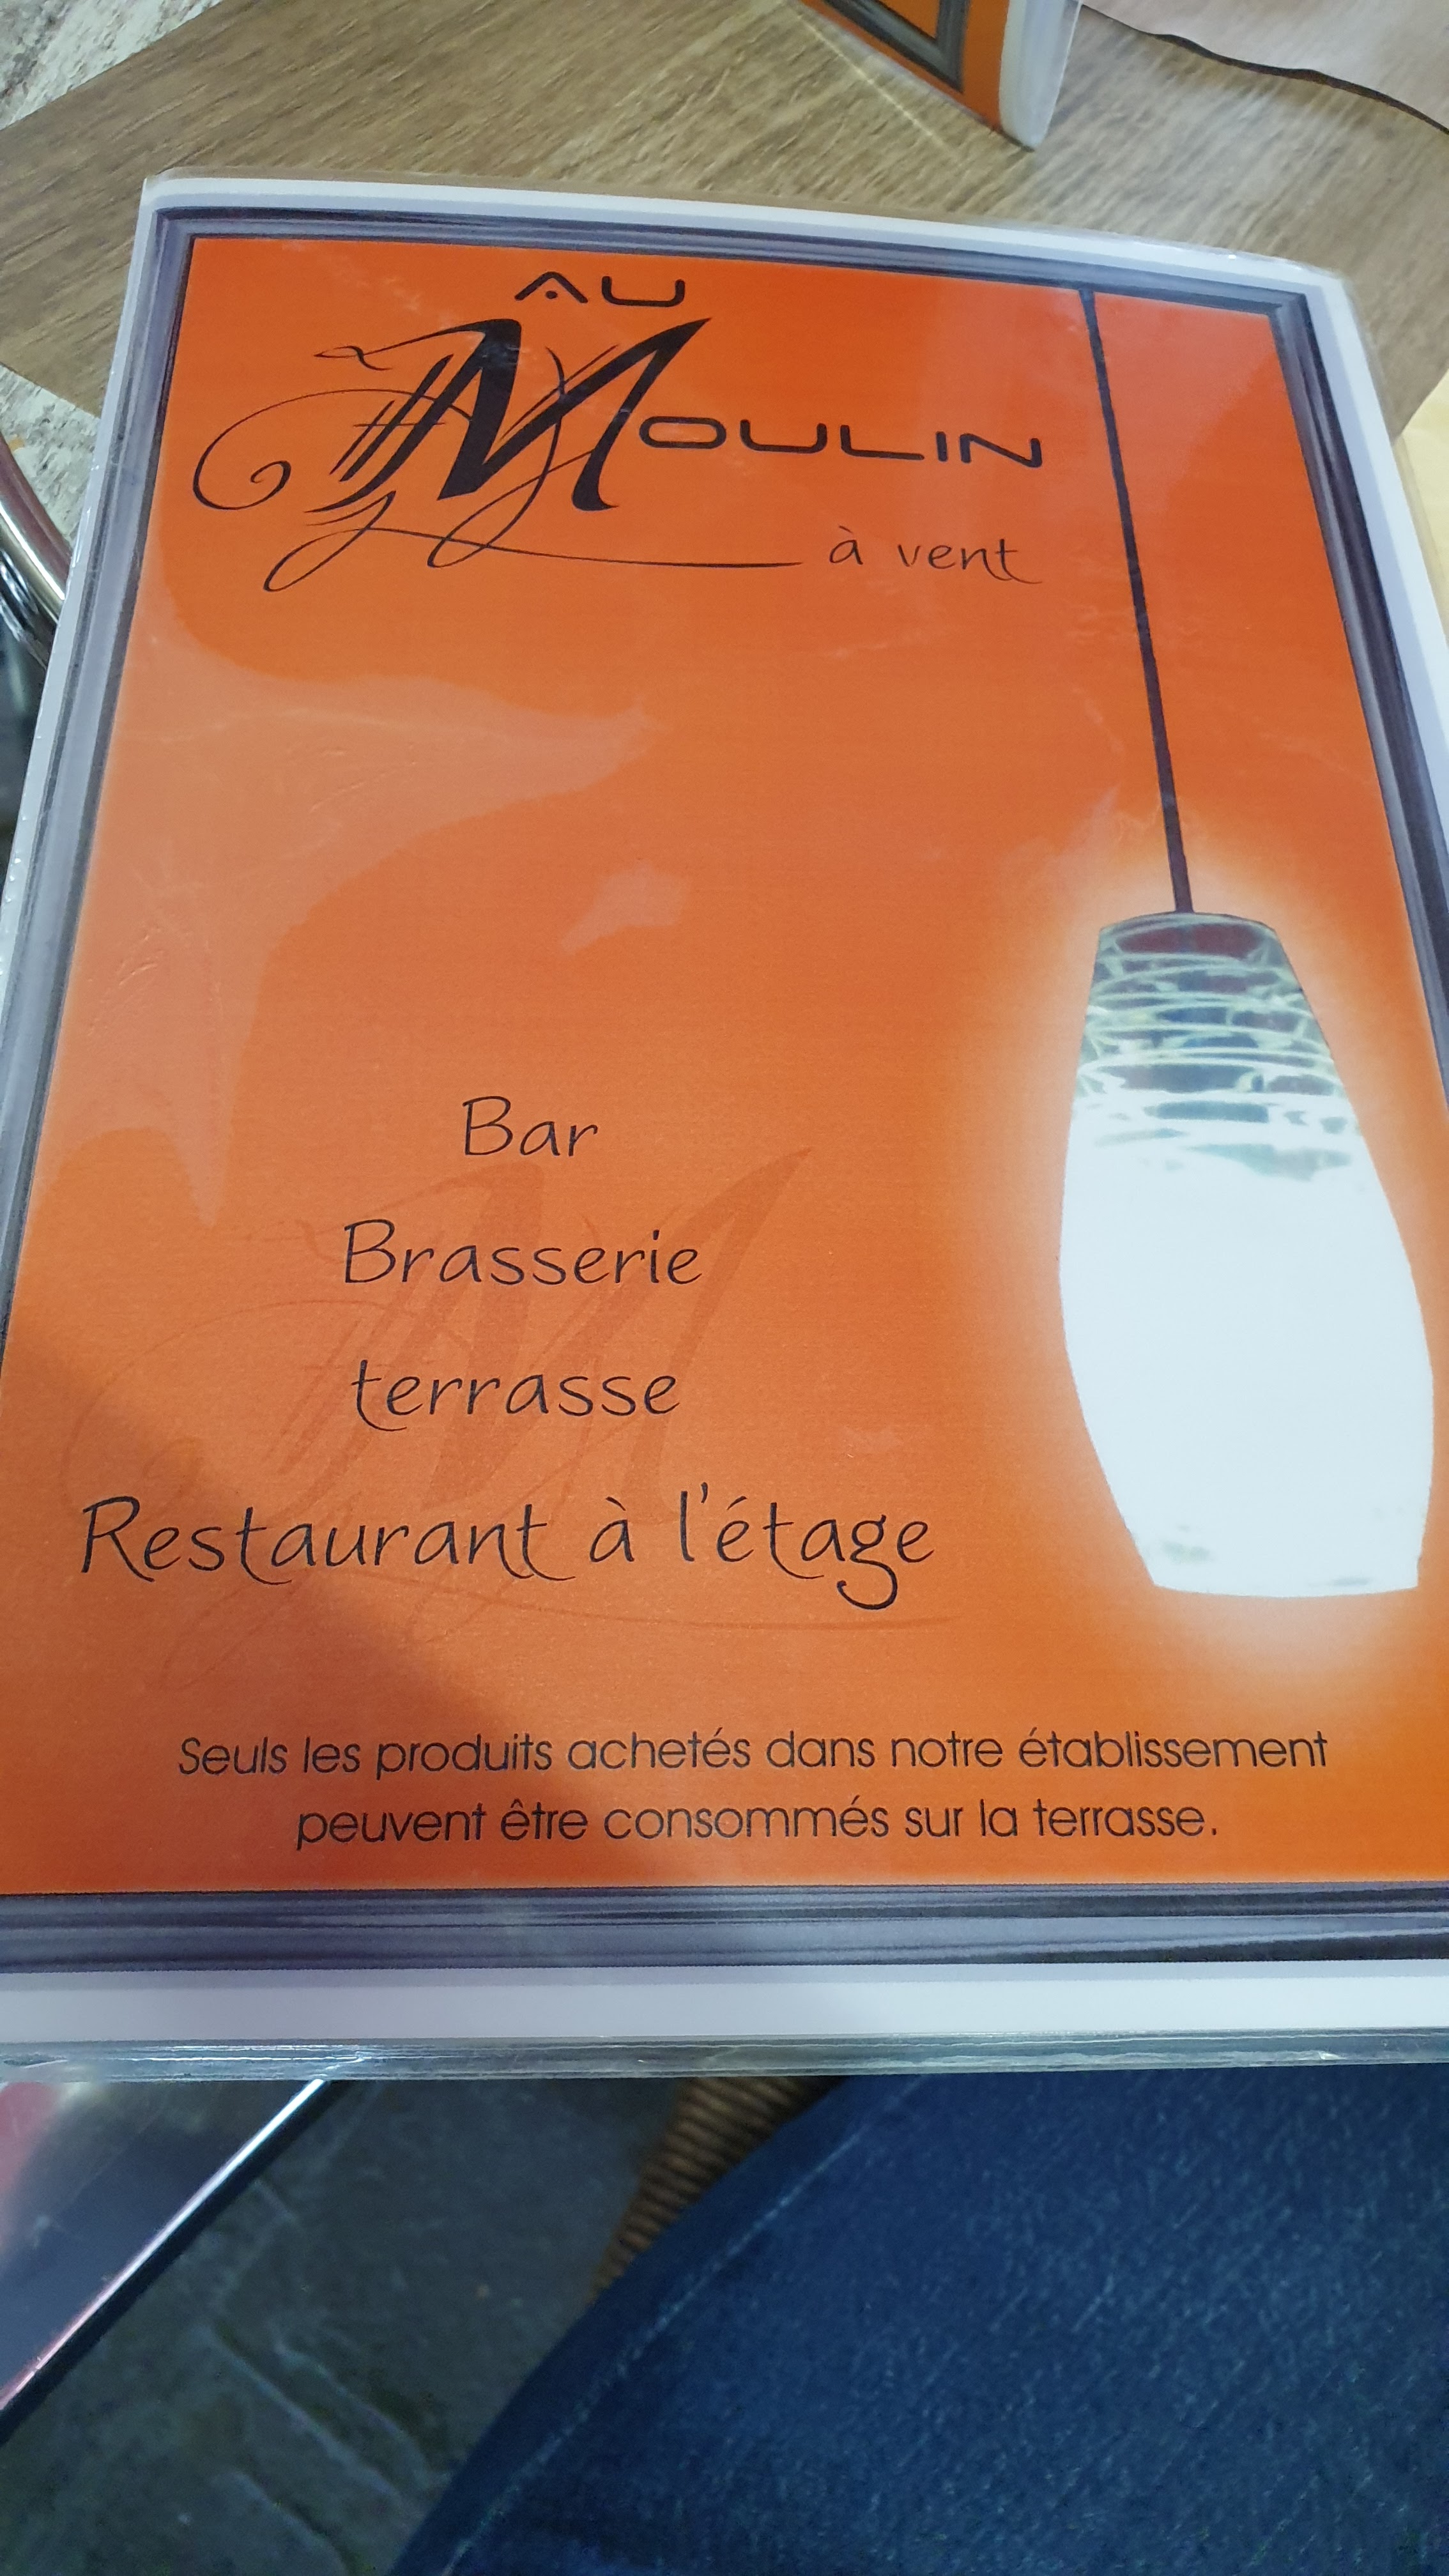 AU
MOULIN
à vent
Bar
Brasserie
terrasse
Restaurant à l'étage
Seuls les produits achetés dans notre établissement
peuvent être consommés sur la terrasse.